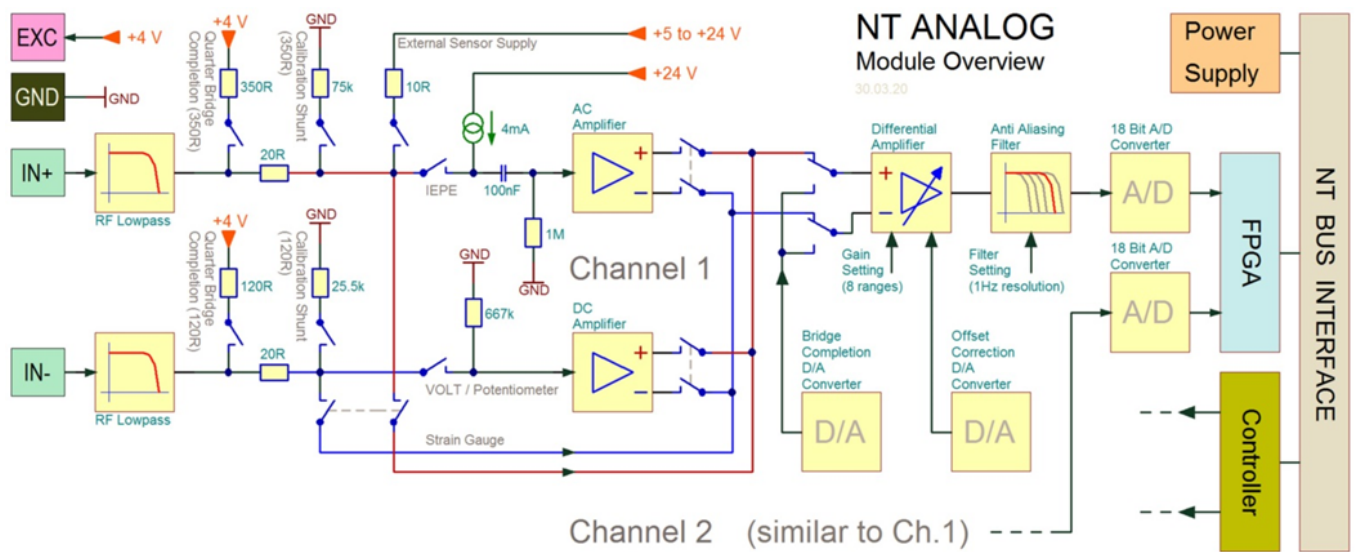 EXC
+4 V
GND
GND
IN+
RF Lowpass
IN-
RF Lowpass
+4 V
Quarter Bridge
Completion (350R)
350R
20R
GND
Calibration Shunt
(350R)
75k
External Sensor Supply
10R
+5 to +24 V
+24 V
4mA
IEPE
100nF
1M
GND
AC
Amplifier
+
−
+4 V
Quarter Bridge
Completion (120R)
120R
20R
GND
Calibration Shunt
(120R)
25.5k
GND
667k
VOLT / Potentiometer
Strain Gauge
Channel 1
DC
Amplifier
+
−
NT ANALOG
Module Overview
30.03.20
Differential
Amplifier
+
−
Gain
Setting
(8 ranges)
Anti Aliasing
Filter
Filter
Setting
(1Hz resolution)
18 Bit A/D
Converter
A/D
18 Bit A/D
Converter
A/D
Bridge
Completion
D/A
Converter
D/A
Offset
Correction
D/A
Converter
D/A
Power
Supply
FPGA
Controller
NT BUS INTERFACE
Channel 2 (similar to Ch.1)